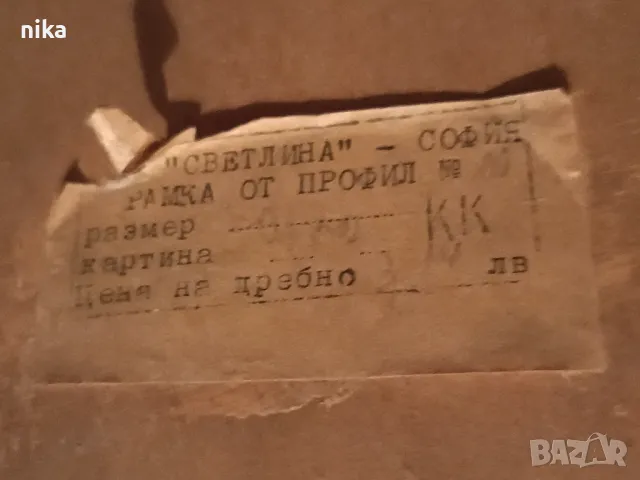 nika
"СВЕТЛИНА" - СОФИЯ
РАМКА ОТ ПРОФИЛ №
размер
картина КК
Цена на дребно лв
BAZAR